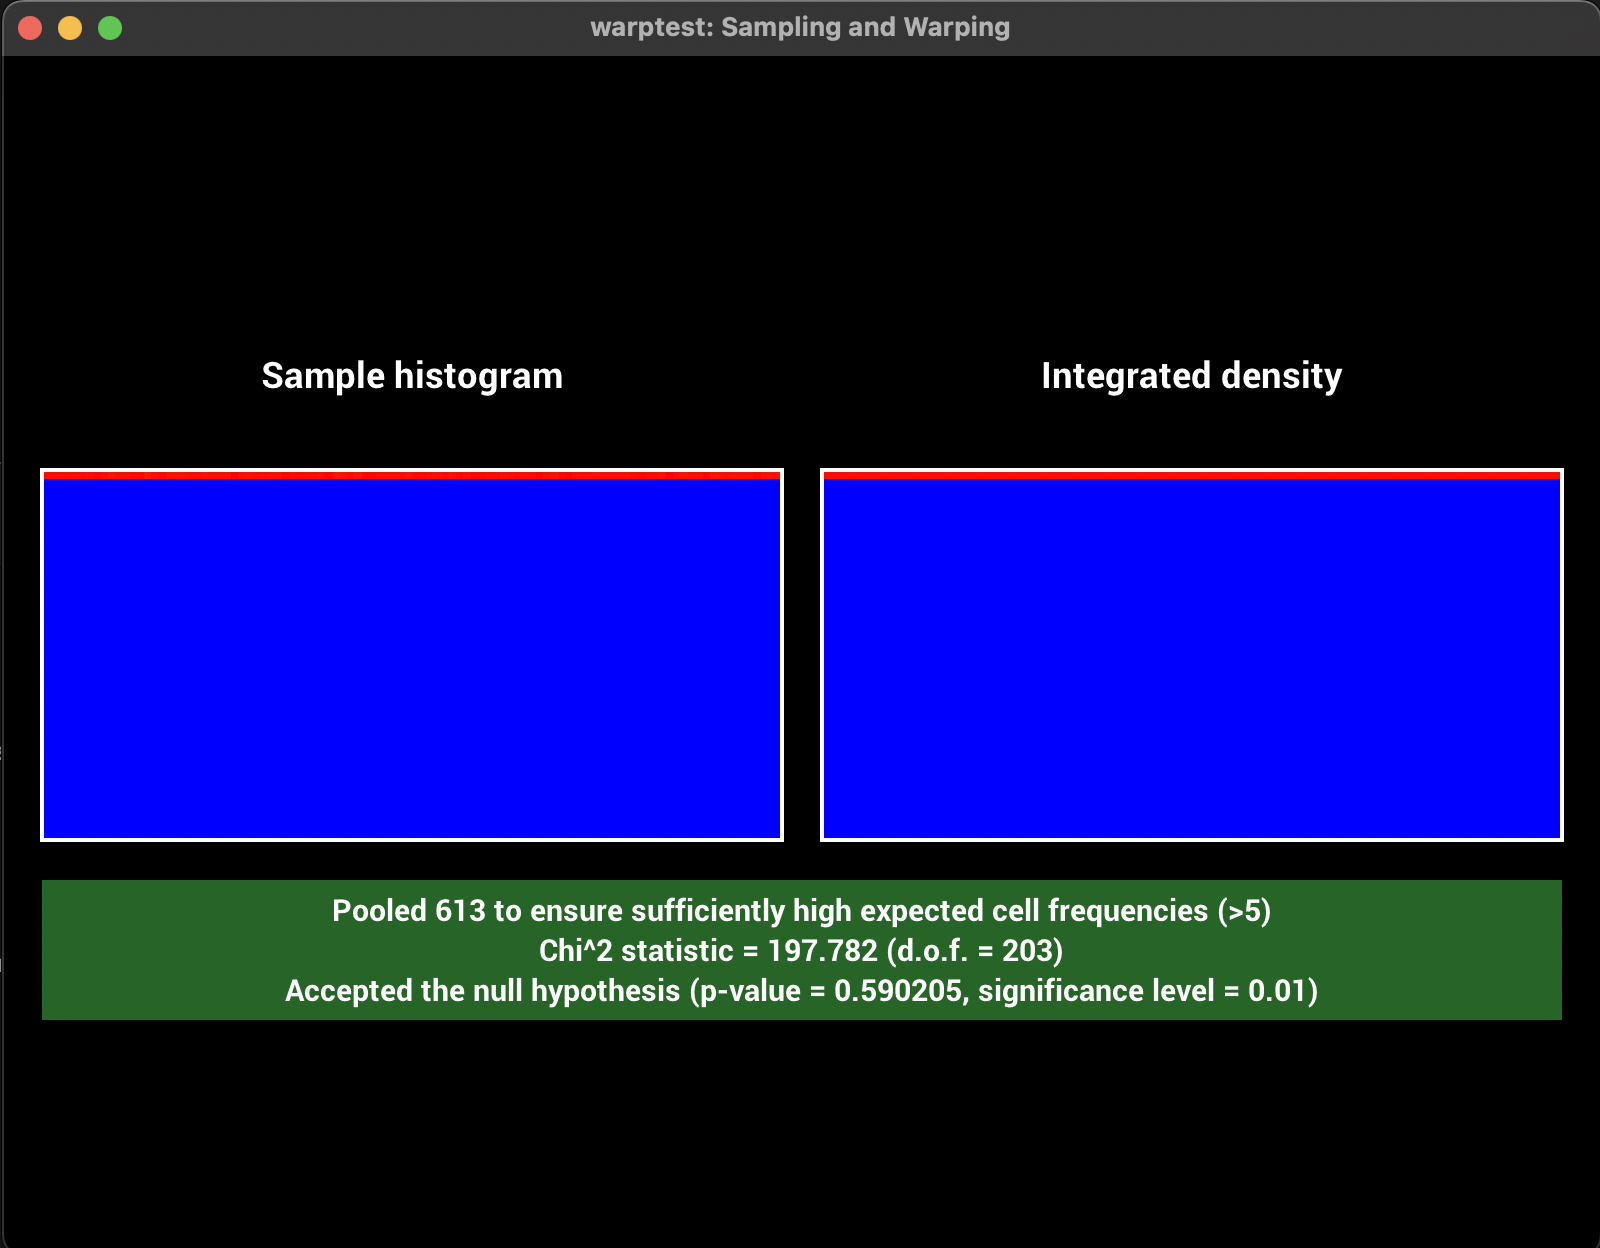 warptest: Sampling and Warping
Sample histogram
Integrated density
Pooled 613 to ensure sufficiently high expected cell frequencies (>5)
Chi^2 statistic = 197.782 (d.o.f. = 203)
Accepted the null hypothesis (p-value = 0.590205, significance level = 0.01)